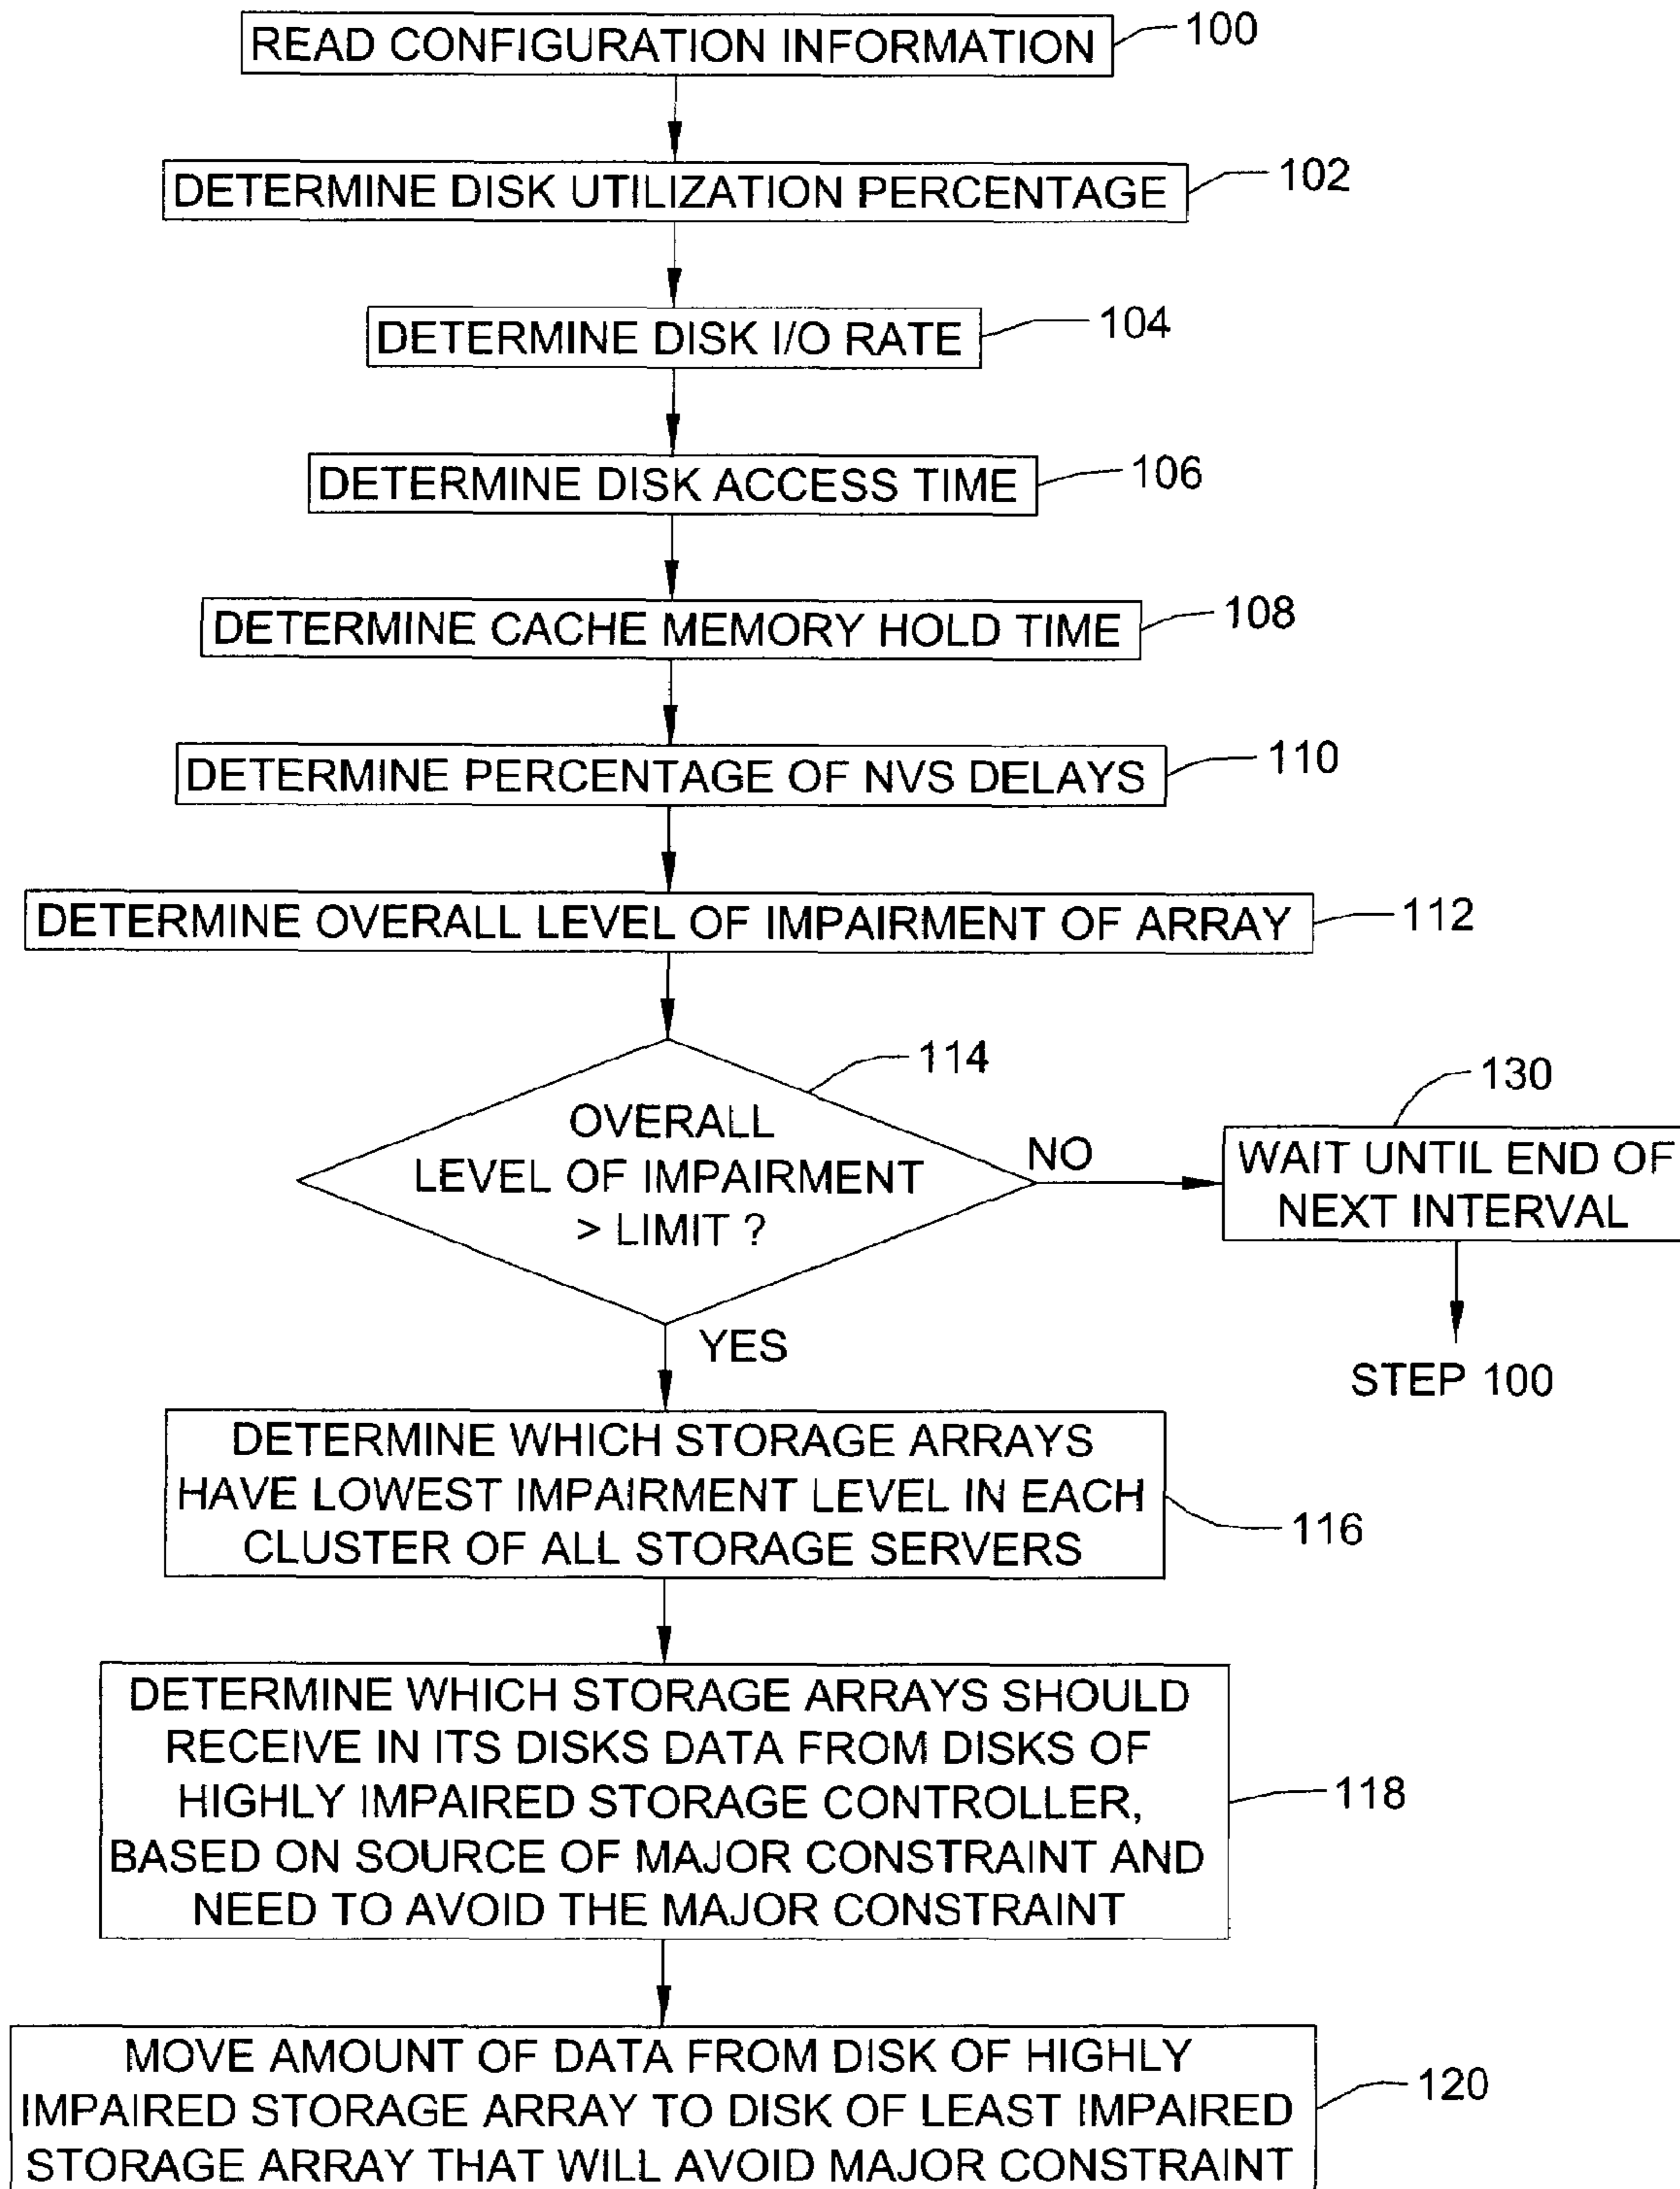 READ CONFIGURATION INFORMATION
100
DETERMINE DISK UTILIZATION PERCENTAGE
102
DETERMINE DISK I/O RATE
104
DETERMINE DISK ACCESS TIME
106
DETERMINE CACHE MEMORY HOLD TIME
108
DETERMINE PERCENTAGE OF NVS DELAYS
110
DETERMINE OVERALL LEVEL OF IMPAIRMENT OF ARRAY
112
114
OVERALL
LEVEL OF IMPAIRMENT
> LIMIT ?
NO
130
WAIT UNTIL END OF
NEXT INTERVAL
STEP 100
YES
DETERMINE WHICH STORAGE ARRAYS
HAVE LOWEST IMPAIRMENT LEVEL IN EACH
CLUSTER OF ALL STORAGE SERVERS
116
DETERMINE WHICH STORAGE ARRAYS SHOULD
RECEIVE IN ITS DISKS DATA FROM DISKS OF
HIGHLY IMPAIRED STORAGE CONTROLLER,
BASED ON SOURCE OF MAJOR CONSTRAINT AND
NEED TO AVOID THE MAJOR CONSTRAINT
118
MOVE AMOUNT OF DATA FROM DISK OF HIGHLY
IMPAIRED STORAGE ARRAY TO DISK OF LEAST IMPAIRED
STORAGE ARRAY THAT WILL AVOID MAJOR CONSTRAINT
120